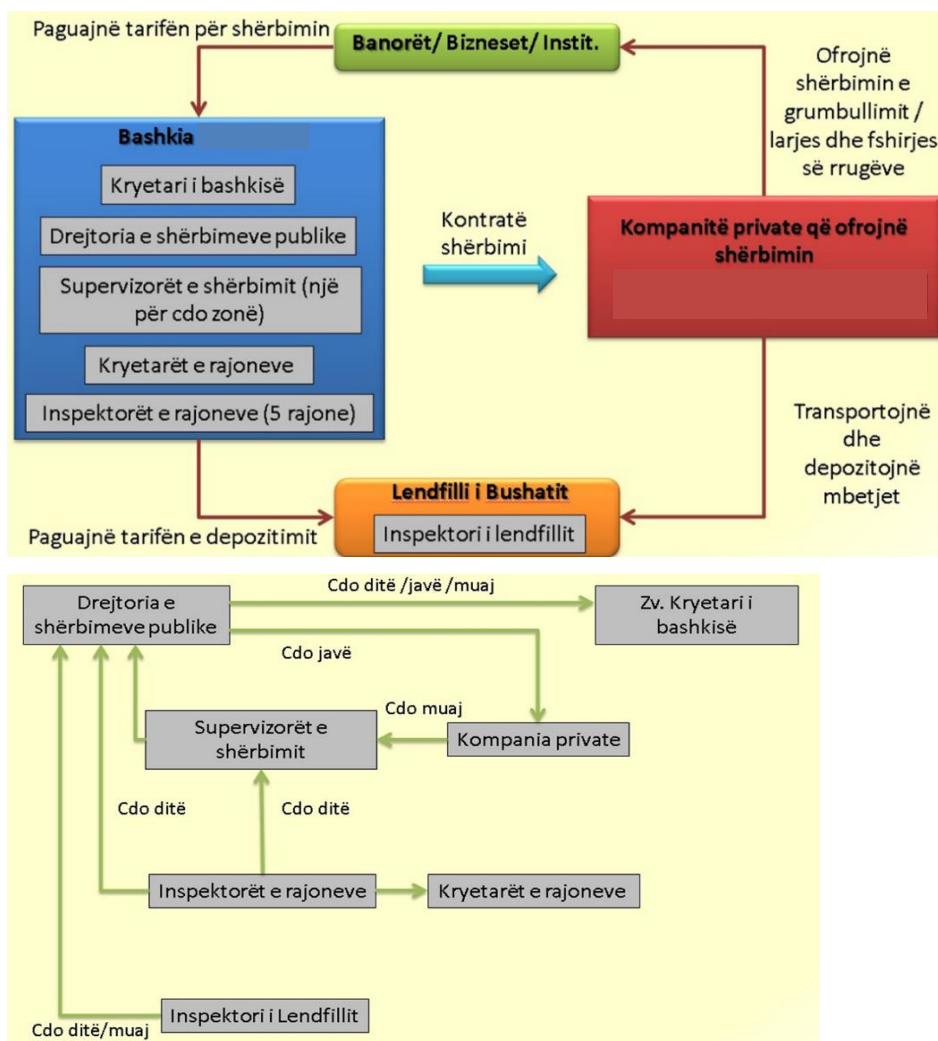 Paguajnë tarifën për shërbimin
Banorët/ Bizneset/ Instit.
Ofrojnë
shërbimin e
grumbullimit /
larjes dhe fshirjes
së rrugëve
Bashkia
Kryetari i bashkisë
Drejtoria e shërbimeve publike
Supervizorët e shërbimit (një
për cdo zonë)
Kryetarët e rajoneve
Inspektorët e rajoneve (5 rajone)
Kontratë
shërbimi
Kompanitë private që ofrojnë
shërbimin
Transportojnë
dhe
depozitojnë
mbetjet
Lendfilli i Bushatit
Inspektori i lendfillit
Paguajnë tarifën e depozitimit
Drejtoria e
shërbimeve publike
Cdo ditë /javë /muaj
Zv. Kryetari i
bashkisë
Cdo javë
Cdo muaj
Supervizorët e
shërbimit
Kompania private
Cdo ditë
Cdo ditë
Inspektorët e rajoneve
Kryetarët e rajoneve
Inspektori i Lendfillit
Cdo ditë/muaj